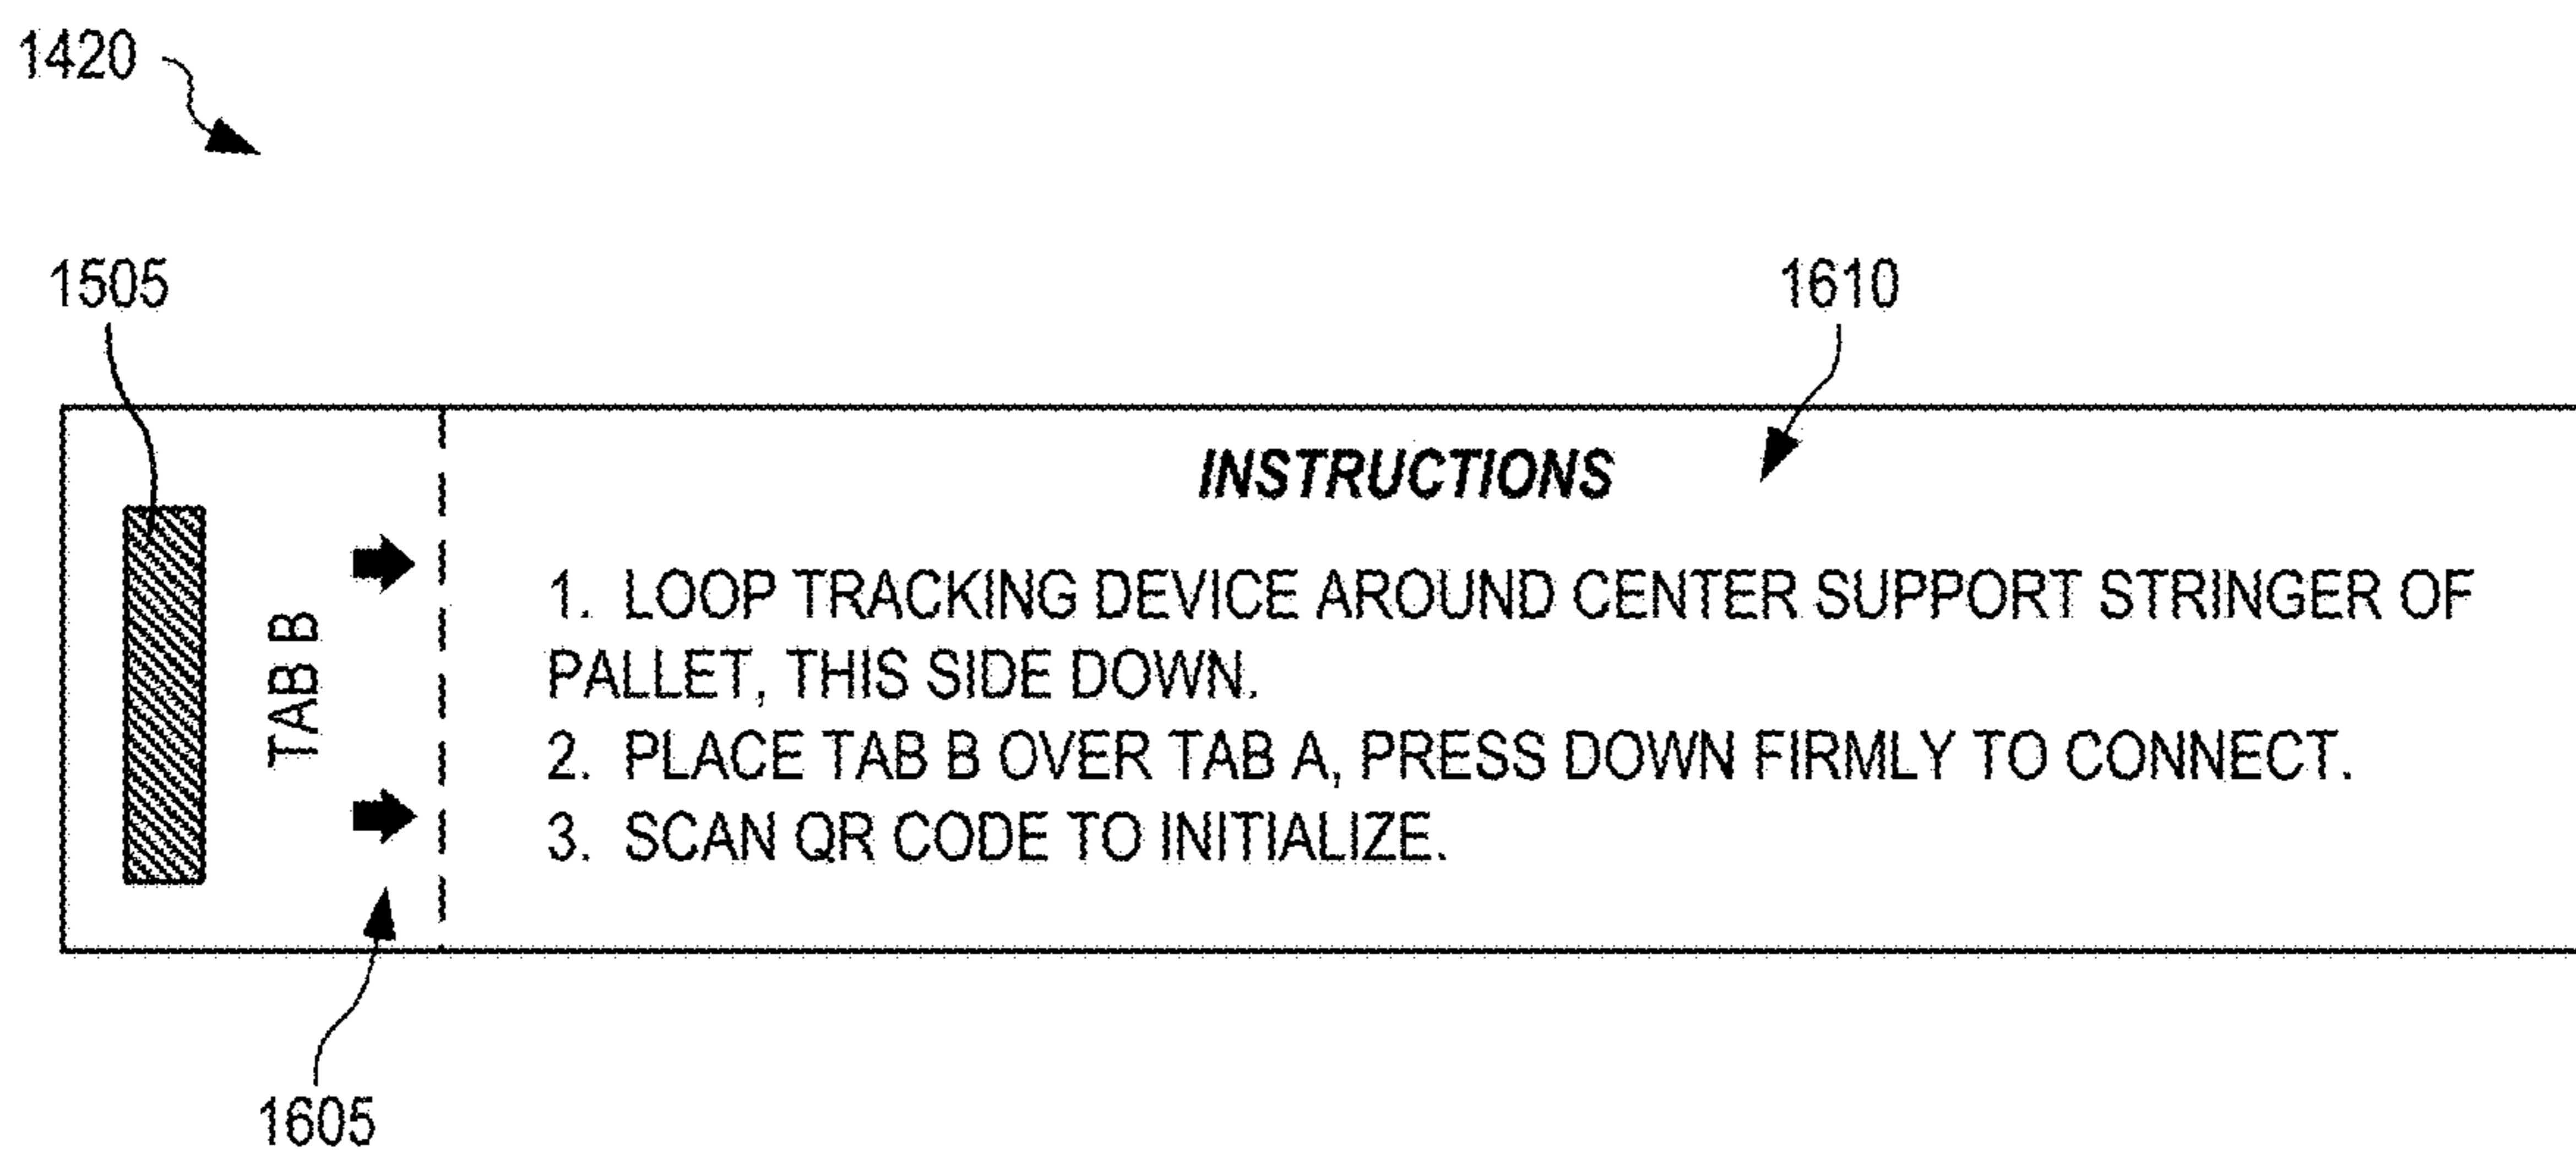 1420
1505
1610
INSTRUCTIONS
TAB B
1. LOOP TRACKING DEVICE AROUND CENTER SUPPORT STRINGER OF
PALLET, THIS SIDE DOWN.
2. PLACE TAB B OVER TAB A, PRESS DOWN FIRMLY TO CONNECT.
3. SCAN QR CODE TO INITIALIZE.
1605